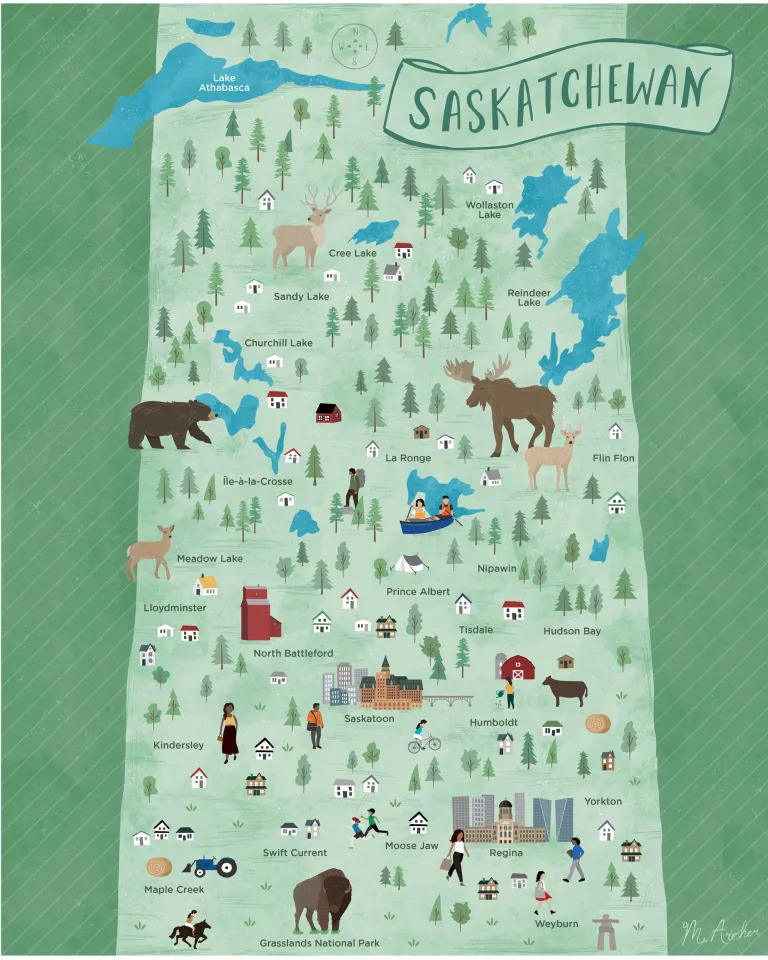 N
W E
S
SASKATCHEWAN
Lake
Athabasca
Wollaston
Lake
Cree Lake
Sandy Lake
Reindeer
Lake
Churchill Lake
La Ronge
Flin Flon
Île-à-la-Crosse
Meadow Lake
Nipawin
Prince Albert
Lloydminster
Tisdale
Hudson Bay
North Battleford
Saskatoon
Humboldt
Kindersley
Yorkton
Moose Jaw
Swift Current
Regina
Maple Creek
Weyburn
Grasslands National Park
M. Archer